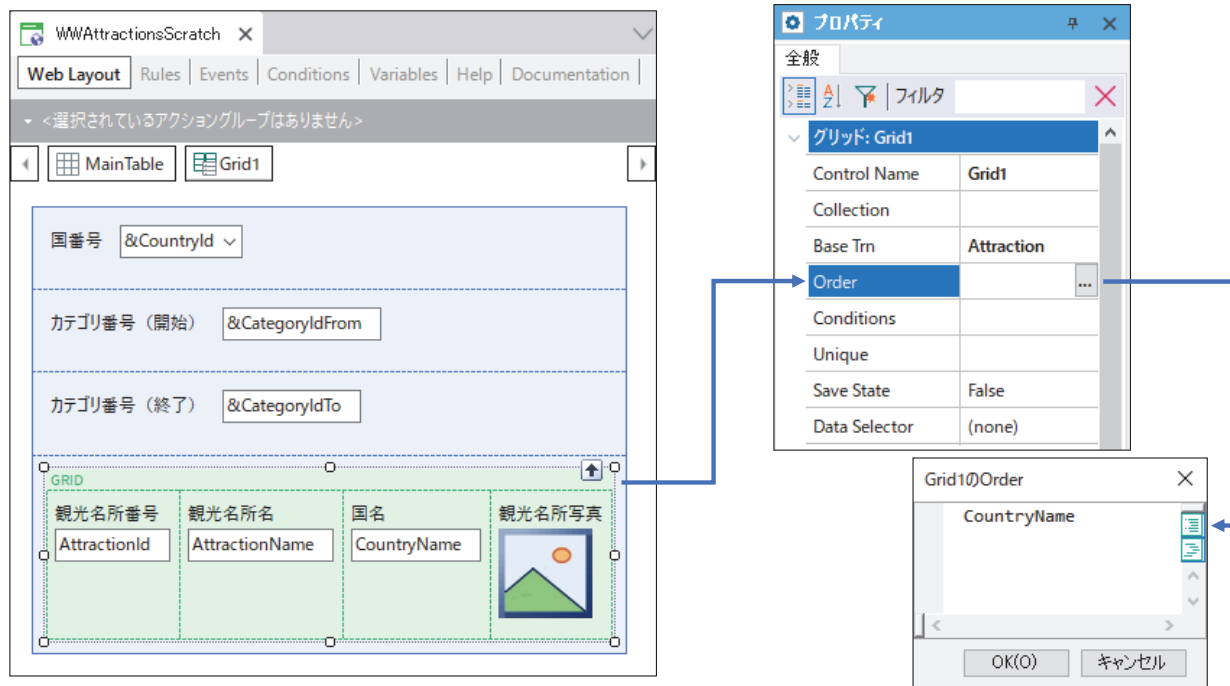 WWAttractionsScratch
Web Layout Rules Events Conditions Variables Help Documentation
<選択されているアクショングループはありません>
MainTable Grid1
国番号 &CountryId
カテゴリ番号（開始） &CategoryIdFrom
カテゴリ番号（終了） &CategoryIdTo
GRID
観光名所番号 観光名所名 国名 観光名所写真
AttractionId AttractionName CountryName
プロパティ
全般
フィルタ
グリッド: Grid1
Control Name Grid1
Collection
Base Trn Attraction
Order ...
Conditions
Unique
Save State False
Data Selector (none)
Grid1のOrder
CountryName
OK(O) キャンセル